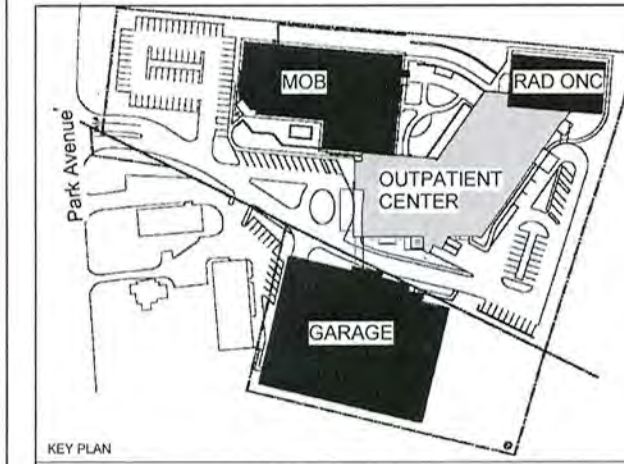 MOB
RAD ONC
Park Avenue'
OUTPATIENT
CENTER
GARAGE
KEY PLAN